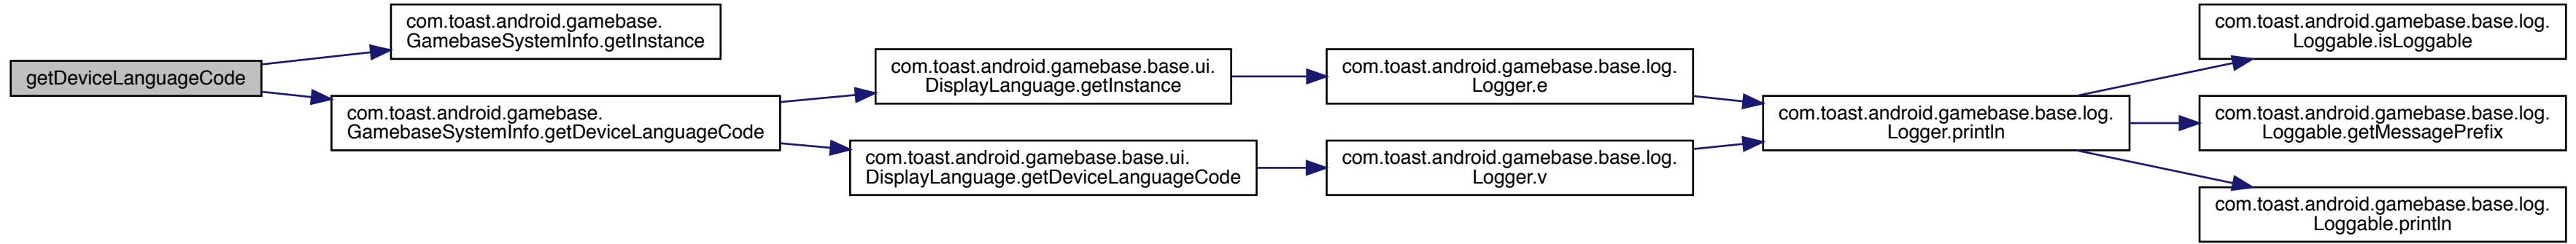 getDeviceLanguageCode
com.toast.android.gamebase.
GamebaseSystemInfo.getInstance
com.toast.android.gamebase.
GamebaseSystemInfo.getDeviceLanguageCode
com.toast.android.gamebase.base.ui.
DisplayLanguage.getInstance
com.toast.android.gamebase.base.ui.
DisplayLanguage.getDeviceLanguageCode
com.toast.android.gamebase.base.log.
Logger.e
com.toast.android.gamebase.base.log.
Logger.v
com.toast.android.gamebase.base.log.
Logger.println
com.toast.android.gamebase.base.log.
Loggable.isLoggable
com.toast.android.gamebase.base.log.
Loggable.getMessagePrefix
com.toast.android.gamebase.base.log.
Loggable.println